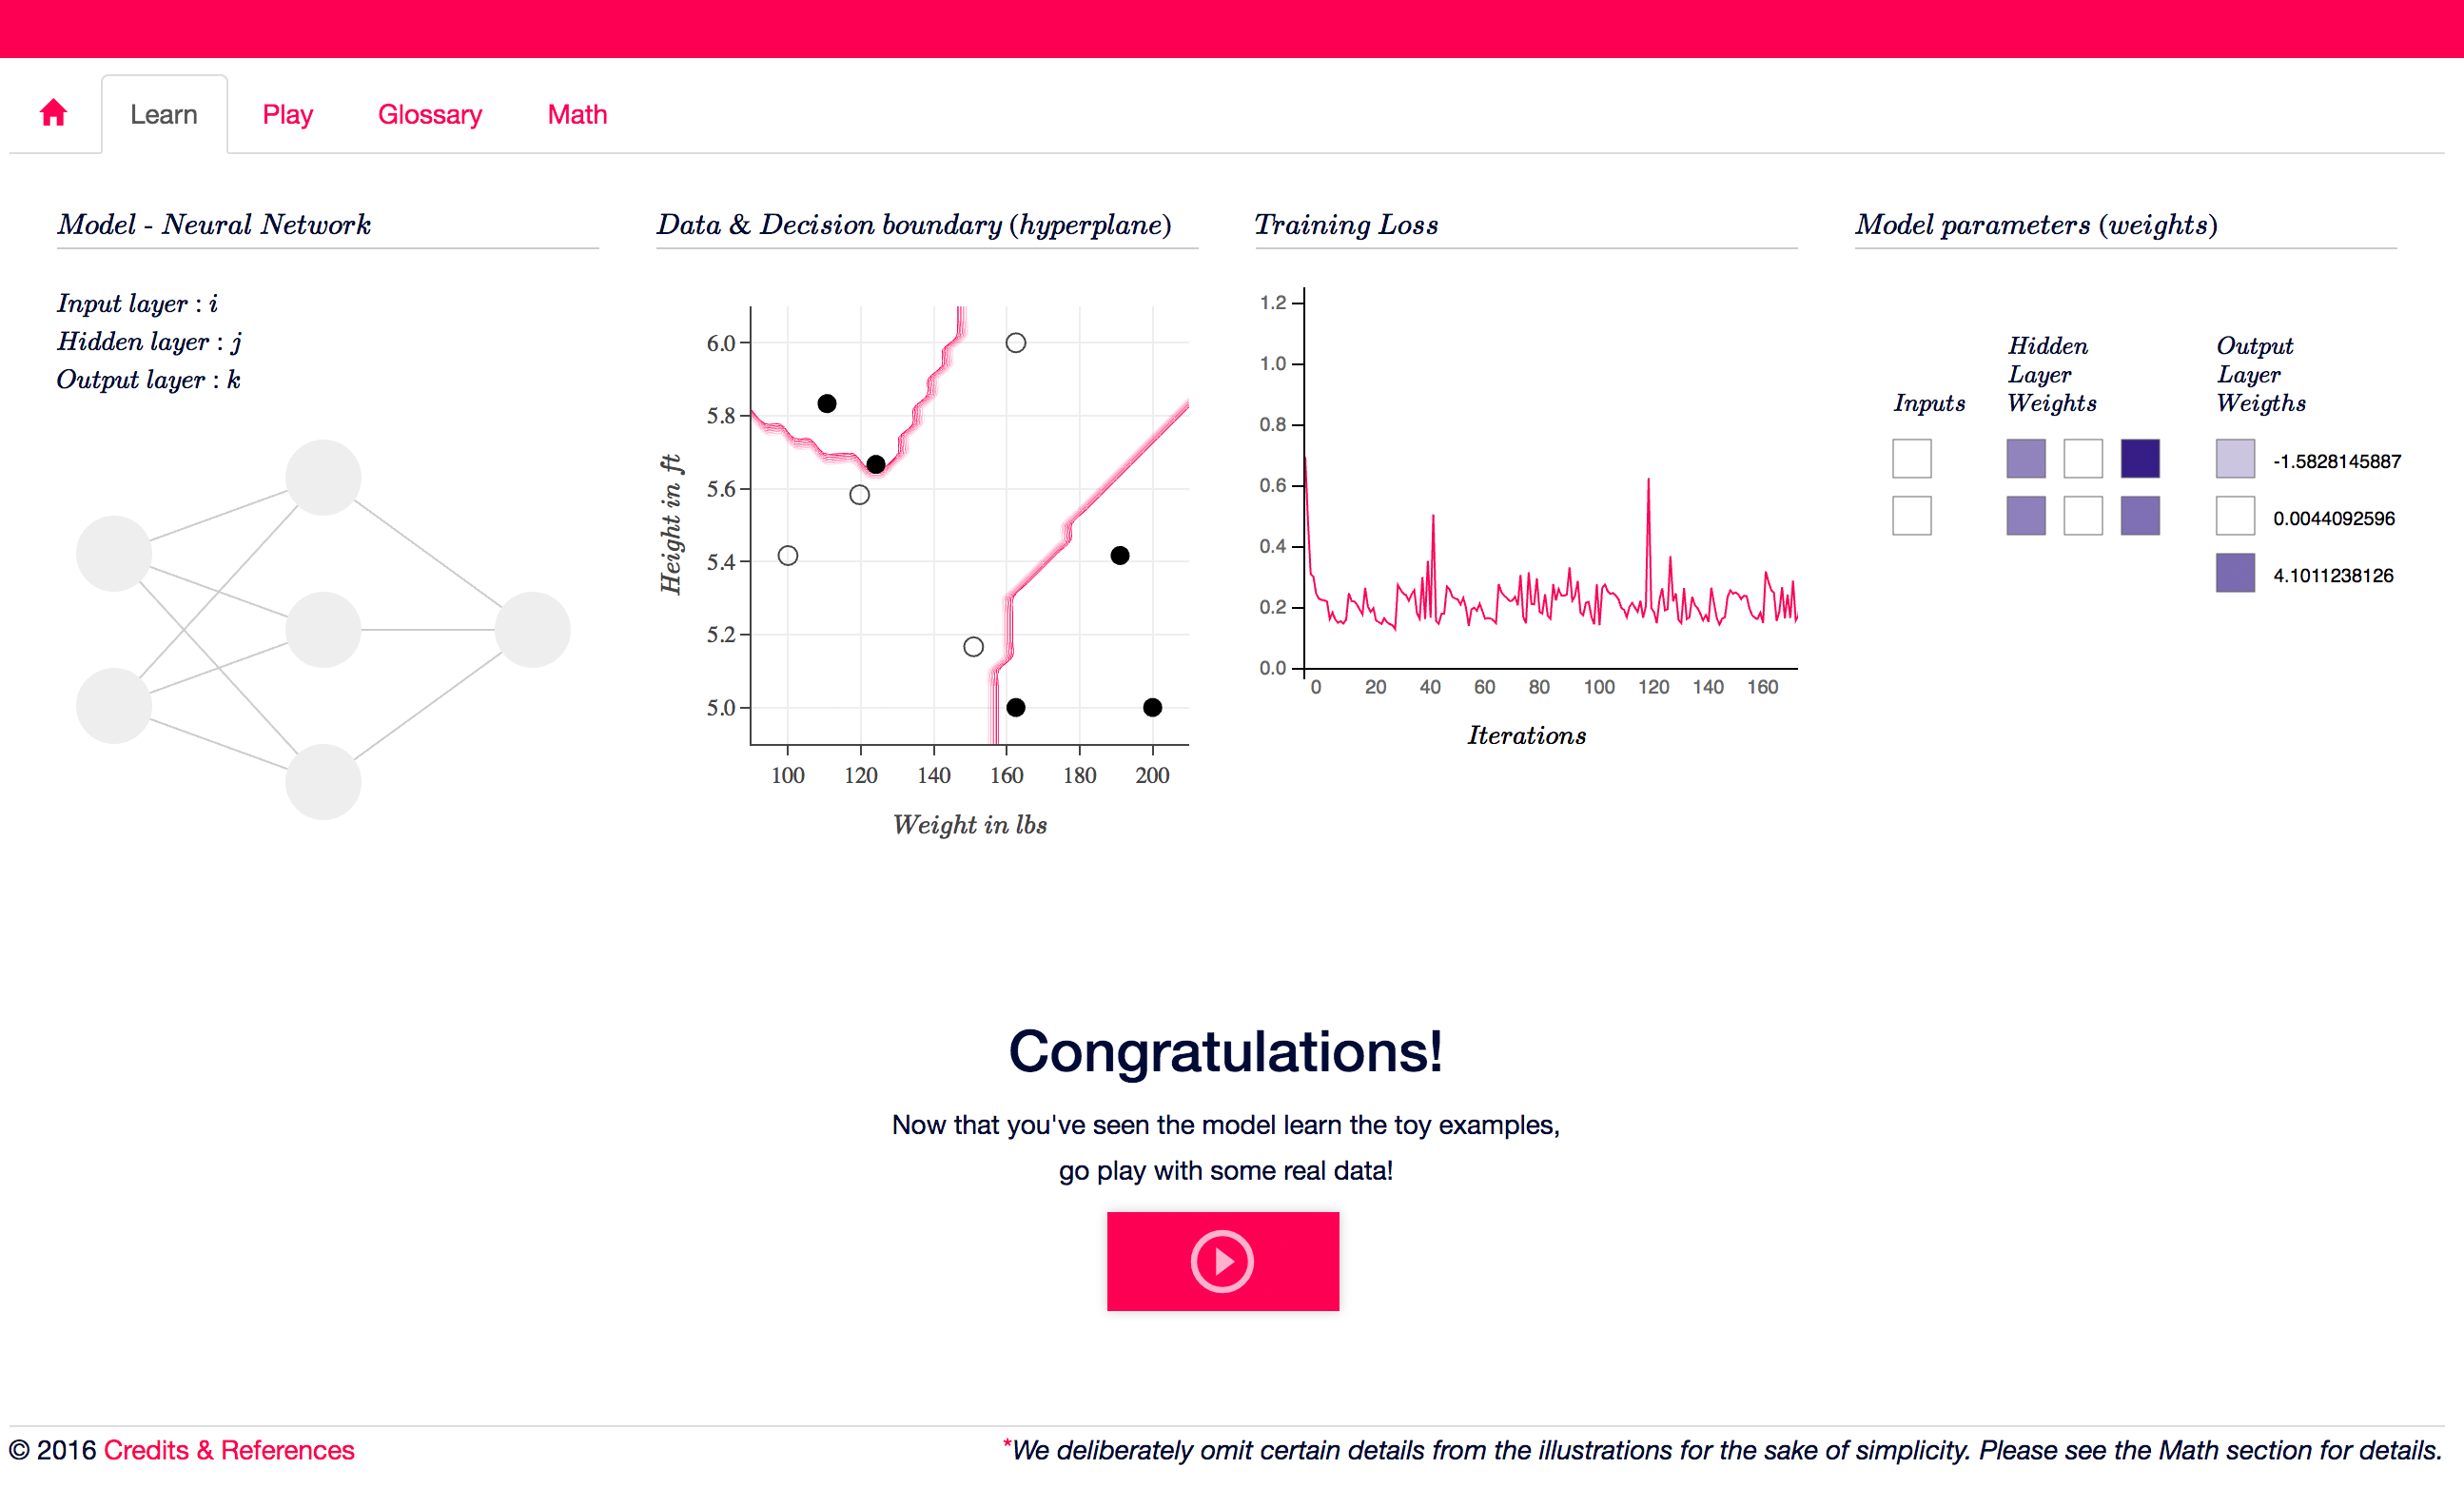 Learn Play Glossary Math
Model - Neural Network
Input layer : i
Hidden layer : j
Output layer : k
Data & Decision boundary (hyperplane)
Height in ft
6.0
5.8
5.6
5.4
5.2
5.0
100 120 140 160 180 200
Weight in lbs
Training Loss
1.2
1.0
0.8
0.6
0.4
0.2
0.0
0 20 40 60 80 100 120 140 160
Iterations
Model parameters (weights)
Inputs
Hidden
Layer
Weights
Output
Layer
Weigths
-1.5828145887
0.0044092596
4.1011238126
Congratulations!
Now that you've seen the model learn the toy examples,
go play with some real data!
© 2016 Credits & References
*We deliberately omit certain details from the illustrations for the sake of simplicity. Please see the Math section for details.